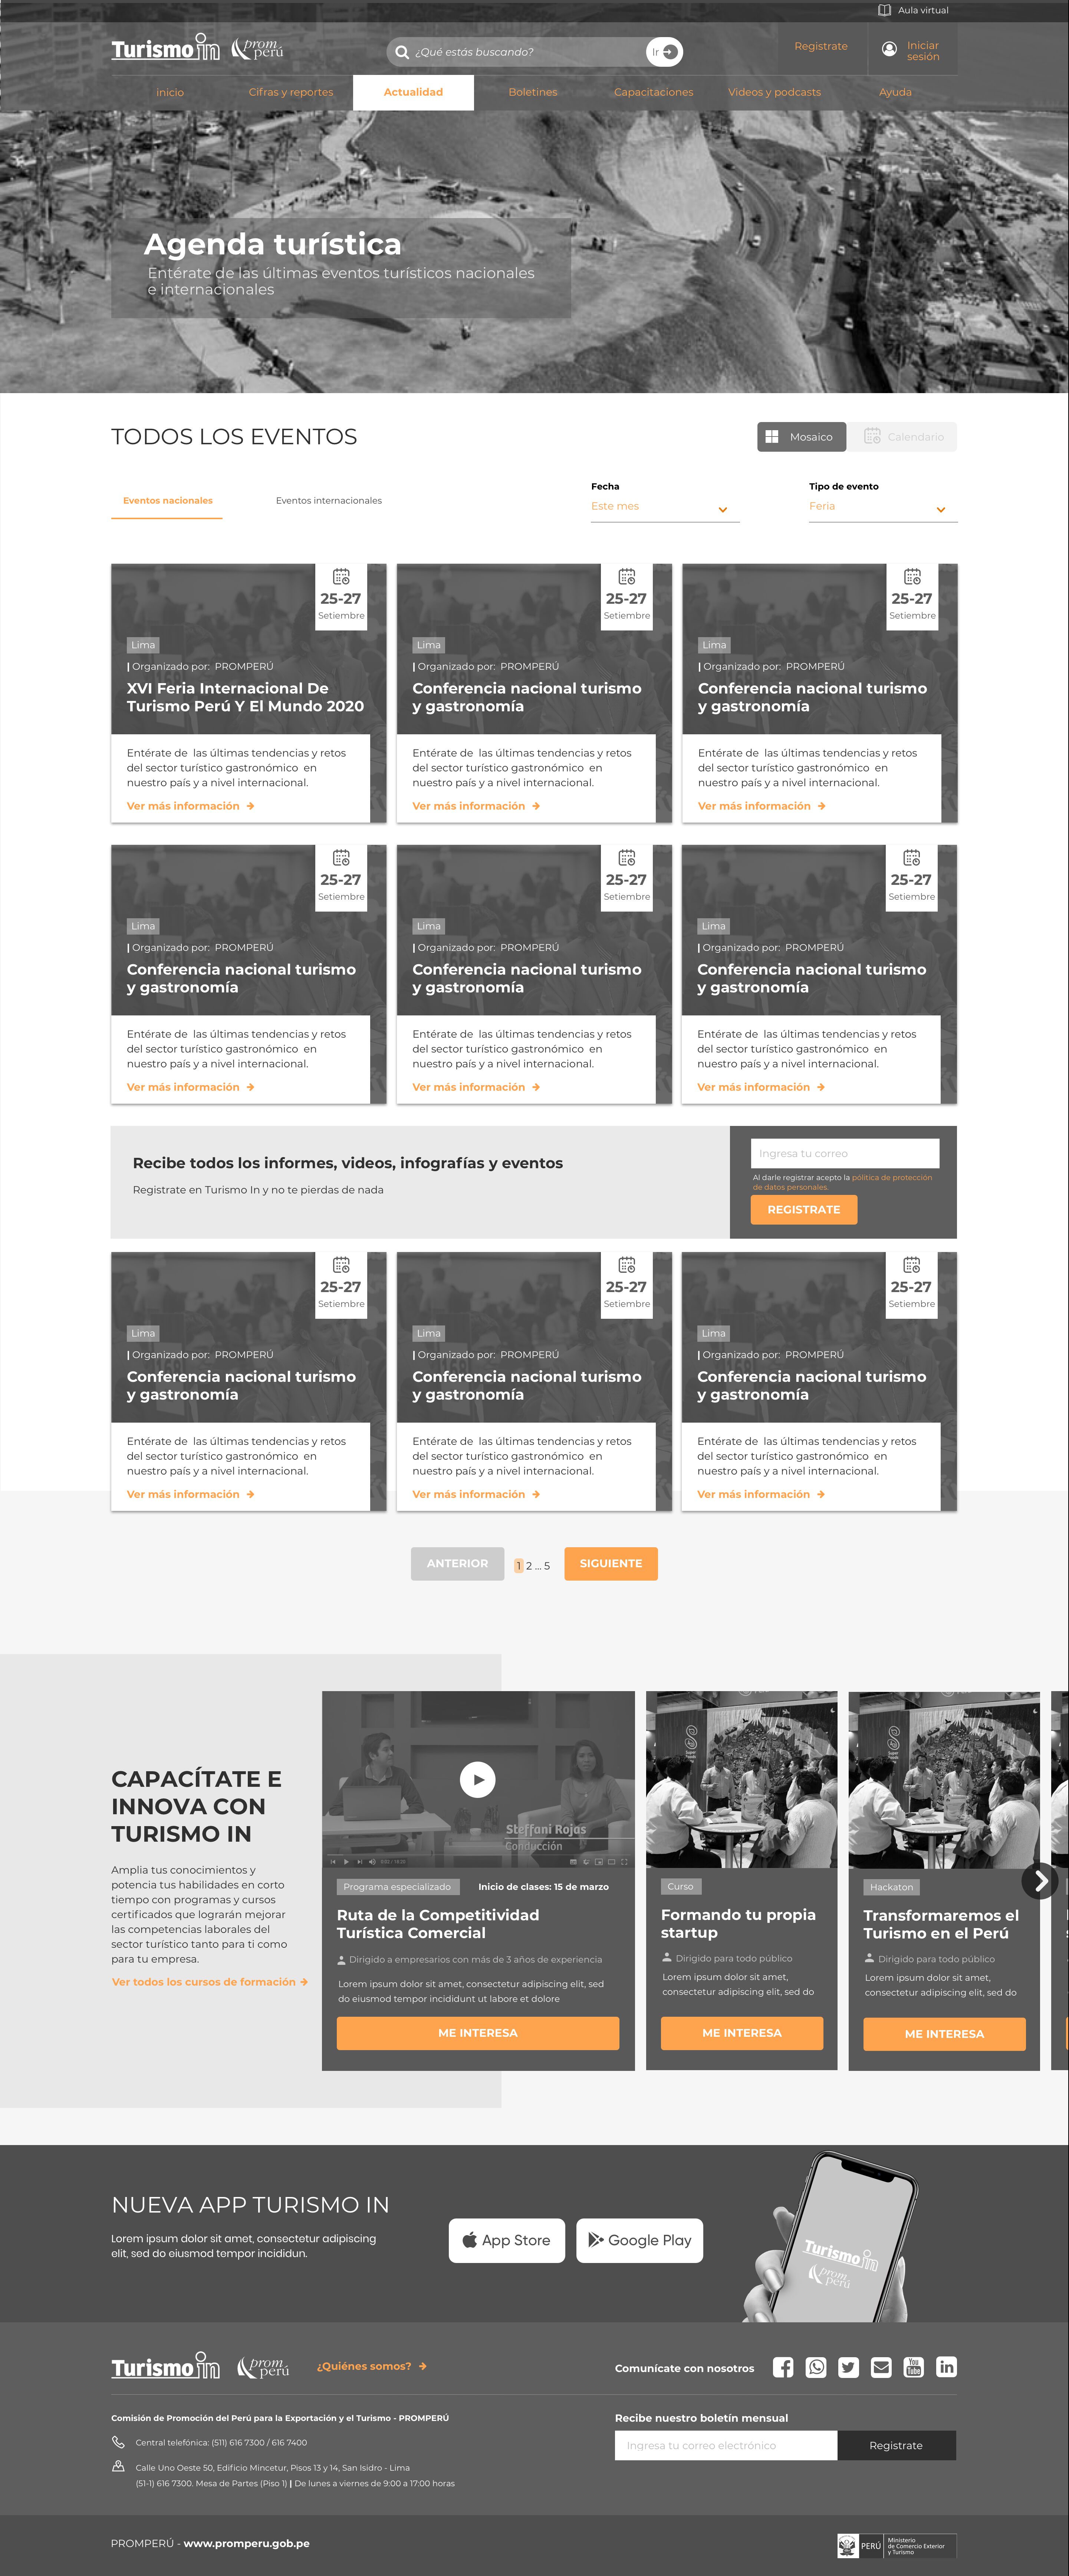 Aula virtual
Turismo in prom perú
¿Qué estás buscando?
Ir
Registrate
Iniciar
sesión
inicio
Cifras y reportes
Actualidad
Boletines
Capacitaciones
Videos y podcasts
Ayuda
Agenda turística
Entérate de las últimas eventos turísticos nacionales
e internacionales
TODOS LOS EVENTOS
Mosaico
Calendario
Eventos nacionales
Eventos internacionales
Fecha
Este mes
Tipo de evento
Feria
25-27
Setiembre
Lima
| Organizado por: PROMPERÚ
XVI Feria Internacional De
Turismo Perú Y El Mundo 2020
Entérate de las últimas tendencias y retos
del sector turístico gastronómico en
nuestro país y a nivel internacional.
Ver más información
25-27
Setiembre
Lima
| Organizado por: PROMPERÚ
Conferencia nacional turismo
y gastronomía
Entérate de las últimas tendencias y retos
del sector turístico gastronómico en
nuestro país y a nivel internacional.
Ver más información
25-27
Setiembre
Lima
| Organizado por: PROMPERÚ
Conferencia nacional turismo
y gastronomía
Entérate de las últimas tendencias y retos
del sector turístico gastronómico en
nuestro país y a nivel internacional.
Ver más información
25-27
Setiembre
Lima
| Organizado por: PROMPERÚ
Conferencia nacional turismo
y gastronomía
Entérate de las últimas tendencias y retos
del sector turístico gastronómico en
nuestro país y a nivel internacional.
Ver más información
25-27
Setiembre
Lima
| Organizado por: PROMPERÚ
Conferencia nacional turismo
y gastronomía
Entérate de las últimas tendencias y retos
del sector turístico gastronómico en
nuestro país y a nivel internacional.
Ver más información
25-27
Setiembre
Lima
| Organizado por: PROMPERÚ
Conferencia nacional turismo
y gastronomía
Entérate de las últimas tendencias y retos
del sector turístico gastronómico en
nuestro país y a nivel internacional.
Ver más información
Recibe todos los informes, videos, infografías y eventos
Registrate en Turismo In y no te pierdas de nada
Ingresa tu correo
Al darle registrar acepto la pólitica de protección
de datos personales.
REGISTRATE
25-27
Setiembre
Lima
| Organizado por: PROMPERÚ
Conferencia nacional turismo
y gastronomía
Entérate de las últimas tendencias y retos
del sector turístico gastronómico en
nuestro país y a nivel internacional.
Ver más información
25-27
Setiembre
Lima
| Organizado por: PROMPERÚ
Conferencia nacional turismo
y gastronomía
Entérate de las últimas tendencias y retos
del sector turístico gastronómico en
nuestro país y a nivel internacional.
Ver más información
25-27
Setiembre
Lima
| Organizado por: PROMPERÚ
Conferencia nacional turismo
y gastronomía
Entérate de las últimas tendencias y retos
del sector turístico gastronómico en
nuestro país y a nivel internacional.
Ver más información
ANTERIOR
1 2 ... 5
SIGUIENTE
CAPACÍTATE E
INNOVA CON
TURISMO IN
Amplia tus conocimientos y
potencia tus habilidades en corto
tiempo con programas y cursos
certificados que lograrán mejorar
las competencias laborales del
sector turístico tanto para ti como
para tu empresa.
Ver todos los cursos de formación
Steffani Rojas
Conducción
Programa especializado
Inicio de clases: 15 de marzo
Ruta de la Competitividad
Turística Comercial
Dirigido a empresarios con más de 3 años de experiencia
Lorem ipsum dolor sit amet, consectetur adipiscing elit, sed
do eiusmod tempor incididunt ut labore et dolore
ME INTERESA
Curso
Formando tu propia
startup
Dirigido para todo público
Lorem ipsum dolor sit amet,
consectetur adipiscing elit, sed do
ME INTERESA
Hackaton
Transformaremos el
Turismo en el Perú
Dirigido para todo público
Lorem ipsum dolor sit amet,
consectetur adipiscing elit, sed do
ME INTERESA
NUEVA APP TURISMO IN
Lorem ipsum dolor sit amet, consectetur adipiscing
elit, sed do eiusmod tempor incididun.
App Store
Google Play
Turismo in
prom perú
Turismo in prom perú
¿Quiénes somos?
Comunícate con nosotros
You Tube
in
Comisión de Promoción del Perú para la Exportación y el Turismo - PROMPERÚ
Central telefónica: (511) 616 7300 / 616 7400
Calle Uno Oeste 50, Edificio Mincetur, Pisos 13 y 14, San Isidro - Lima
(51-1) 616 7300. Mesa de Partes (Piso 1) | De lunes a viernes de 9:00 a 17:00 horas
Recibe nuestro boletín mensual
Ingresa tu correo electrónico
Registrate
PROMPERÚ - www.promperu.gob.pe
PERÚ
Ministerio
de Comercio Exterior
y Turismo